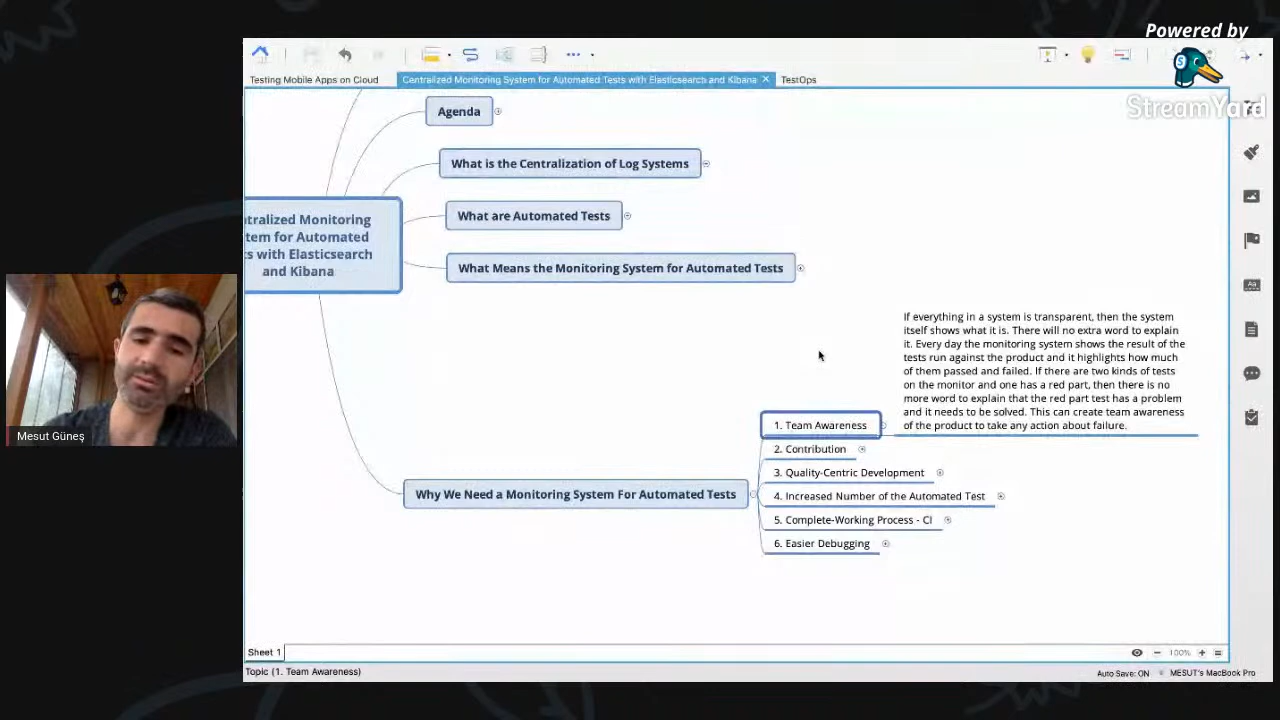 Powered by
StreamYard
Testing Mobile Apps on Cloud
Centralized Monitoring System for Automated Tests with Elasticsearch and Kibana
TestOps
Agenda
What is the Centralization of Log Systems
What are Automated Tests
What Means the Monitoring System for Automated Tests
ntralized Monitoring
tem for Automated
s with Elasticsearch
and Kibana
If everything in a system is transparent, then the system
itself shows what it is. There will no extra word to explain
it. Every day the monitoring system shows the result of the
tests run against the product and it highlights how much
of them passed and failed. If there are two kinds of tests
on the monitor and one has a red part, then there is no
more word to explain that the red part test has a problem
and it needs to be solved. This can create team awareness
of the product to take any action about failure.
1. Team Awareness
2. Contribution
3. Quality-Centric Development
4. Increased Number of the Automated Test
5. Complete-Working Process - CI
6. Easier Debugging
Why We Need a Monitoring System For Automated Tests
Mesut Güneş
Sheet 1
100%
Topic (1. Team Awareness)
Auto Save: ON
MESUT's MacBook Pro